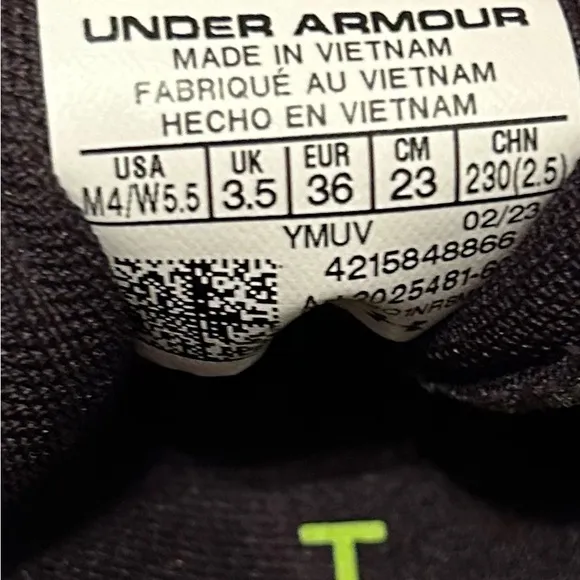 UNDER ARMOUR
MADE IN VIETNAM
FABRIQUÉ AU VIETNAM
HECHO EN VIETNAM
USA UK EUR CM CHN
M4/W5.5 3.5 36 23 230(2.5)
YMUV 02/23
4215848866
T